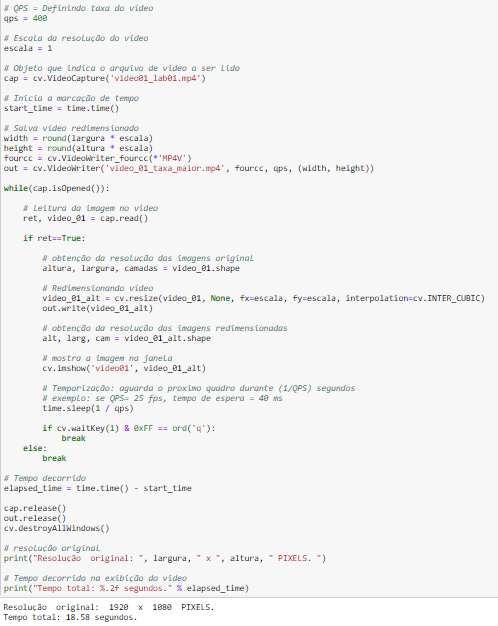 # QPS = Definindo taxa do video
qps = 400
# Escala da resolução do video
escala = 1
# Objeto que indica o arquivo de video a ser lido
cap = cv.VideoCapture('video01_lab01.mp4')
# Inicia a marcação de tempo
start_time = time.time()
# Salva video redimensionado
width = round(largura * escala)
height = round(altura * escala)
fourcc = cv.VideoWriter_fourcc(*'MP4V')
out = cv.VideoWriter('video_01_taxa_maior.mp4', fourcc, qps, (width, height))
while(cap.isOpened()):
    # leitura da imagem no video
    ret, video_01 = cap.read()
    if ret==True:
        # obtenção da resolução das imagens original
        altura, largura, camadas = video_01.shape
        # Redimensionando video
        video_01_alt = cv.resize(video_01, None, fx=escala, fy=escala, interpolation=cv.INTER_CUBIC)
        out.write(video_01_alt)
        # obtenção da resolução das imagens redimensionadas
        alt, larg, cam = video_01_alt.shape
        # mostra a imagem na janela
        cv.imshow('video01', video_01_alt)
        # Temporização: aguarda o proximo quadro durante (1/QPS) segundos
        # exemplo: se QPS= 25 fps, tempo de espera = 40 ms
        time.sleep(1 / qps)
        if cv.waitKey(1) & 0xFF == ord('q'):
            break
    else:
        break
# Tempo decorrido
elapsed_time = time.time() - start_time
cap.release()
out.release()
cv.destroyAllWindows()
# resolução original
print("Resolução  original: ", largura, " x ", altura, " PIXELS. ")
# Tempo decorrido na exibição do video
print("Tempo total: %.2f segundos." % elapsed_time)
Resolução  original:  1920  x  1080  PIXELS.
Tempo total: 18.58 segundos.